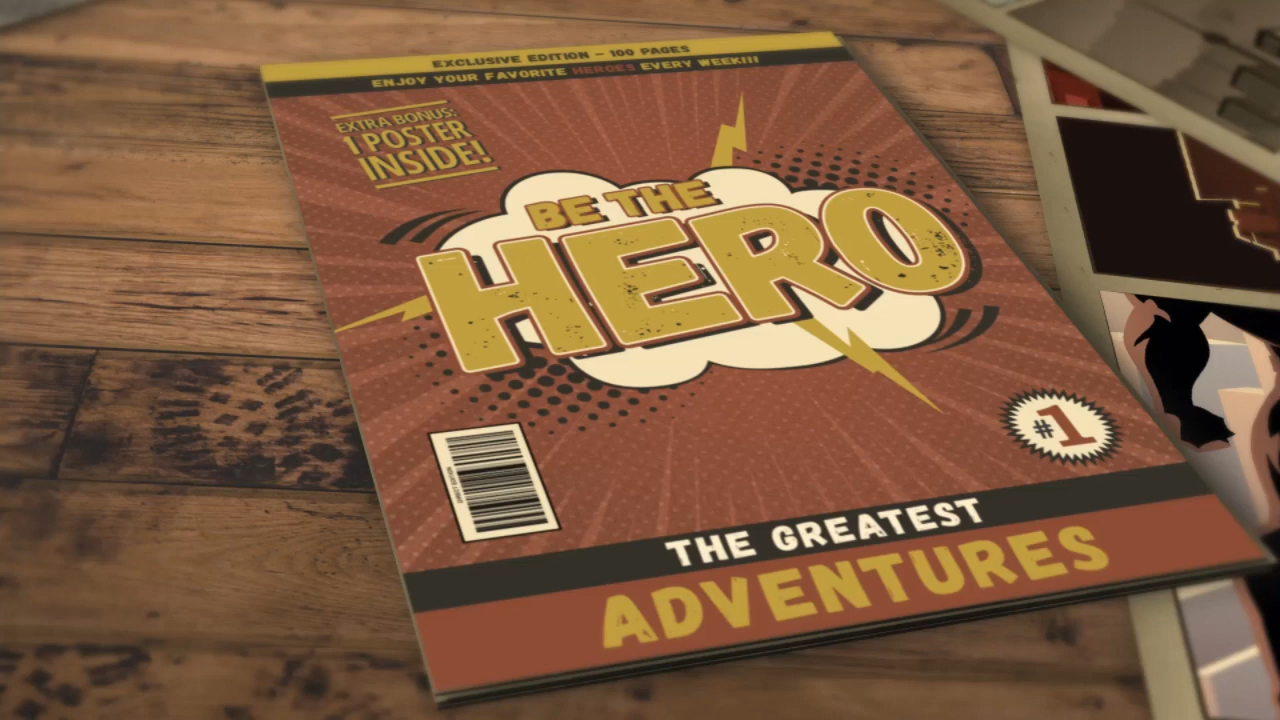 EXCLUSIVE EDITION – 100 PAGES
ENJOY YOUR FAVORITE HEROES EVERY WEEK!!!
EXTRA BONUS:
1 POSTER
INSIDE!
BE THE
HERO
#1
THE GREATEST
ADVENTURES